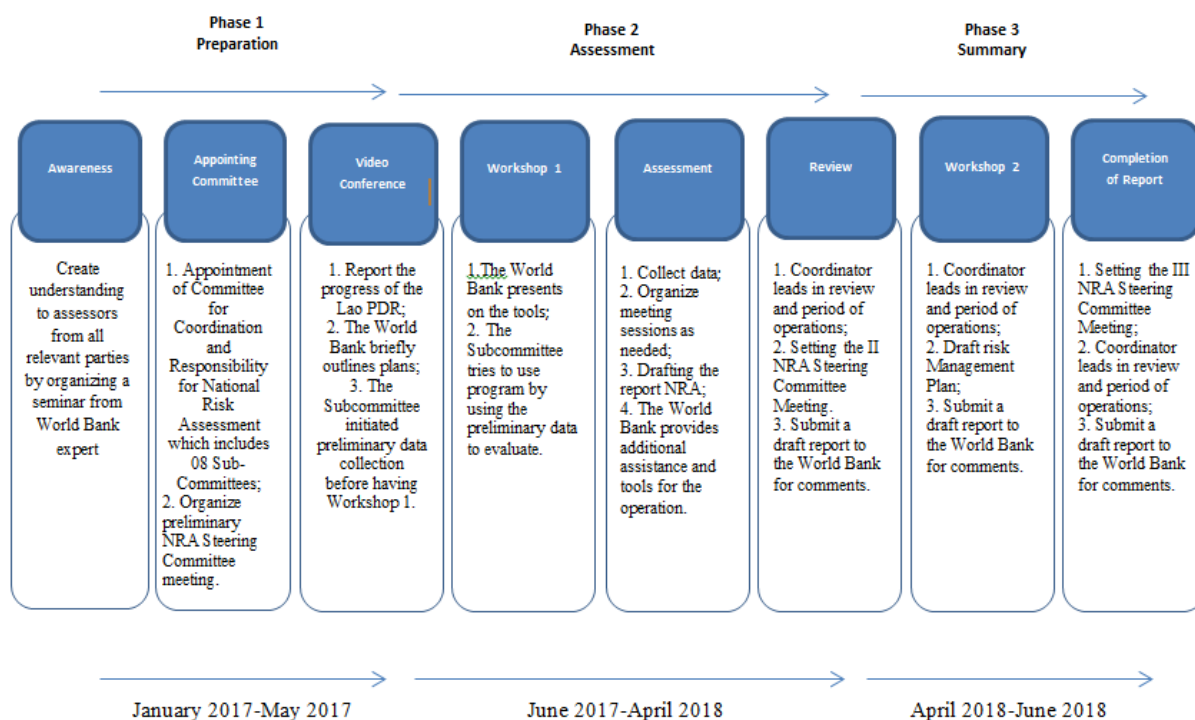 Phase 1
Preparation
Phase 2
Assessment
Phase 3
Summary
Awareness
Create
understanding
to assessors
from all
relevant parties
by organizing a
seminar from
World Bank
expert
Appointing
Committee
1. Appointment
of Committee
for
Coordination
and
Responsibility
for National
Risk
Assessment
which includes
08 Sub-
Committees;
2. Organize
preliminary
NRA Steering
Committee
meeting.
Video
Conference
1. Report the
progress of the
Lao PDR;
2. The World
Bank briefly
outlines plans;
3. The
Subcommittee
initiated
preliminary data
collection
before having
Workshop 1.
Workshop 1
1.The World
Bank presents
on the tools;
2. The
Subcommittee
tries to use
program by
using the
preliminary data
to evaluate.
Assessment
1. Collect data;
2. Organize
meeting
sessions as
needed;
3. Drafting the
report NRA;
4. The World
Bank provides
additional
assistance and
tools for the
operation.
Review
1. Coordinator
leads in review
and period of
operations;
2. Setting the II
NRA Steering
Committee
Meeting.
3. Submit a
draft report to
the World Bank
for comments.
Workshop 2
1. Coordinator
leads in review
and period of
operations;
2. Draft risk
Management
Plan;
3. Submit a
draft report to
the World Bank
for comments.
Completion
of Report
1. Setting the III
NRA Steering
Committee
Meeting;
2. Coordinator
leads in review
and period of
operations;
3. Submit a
draft report to
the World Bank
for comments.
January 2017-May 2017
June 2017-April 2018
April 2018-June 2018